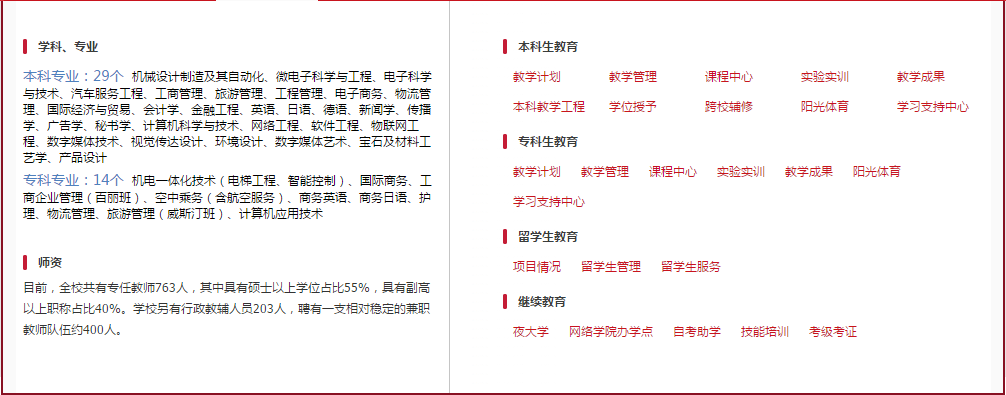 学科、专业
本科专业：29个 机械设计制造及其自动化、微电子科学与工程、电子科学
与技术、汽车服务工程、工商管理、旅游管理、工程管理、电子商务、物流管
理、国际经济与贸易、会计学、金融工程、英语、日语、德语、新闻学、传播
学、广告学、秘书学、计算机科学与技术、网络工程、软件工程、物联网工
程、数字媒体技术、视觉传达设计、环境设计、数字媒体艺术、宝石及材料工
艺学、产品设计
专科专业：14个 机电一体化技术（电梯工程、智能控制）、国际商务、工
商企业管理（百丽班）、空中乘务（含航空服务）、商务英语、商务日语、护
理、物流管理、旅游管理（威斯汀班）、计算机应用技术
师资
目前，全校共有专任教师763人，其中具有硕士以上学位占比55%，具有副高
以上职称占比40%。学校另有行政教辅人员203人，聘有一支相对稳定的兼职
教师队伍约400人。
本科生教育
教学计划 教学管理 课程中心 实验实训 教学成果
本科教学工程 学位授予 跨校辅修 阳光体育 学习支持中心
专科生教育
教学计划 教学管理 课程中心 实验实训 教学成果 阳光体育
学习支持中心
留学生教育
项目情况 留学生管理 留学生服务
继续教育
夜大学 网络学院办学点 自考助学 技能培训 考级考证